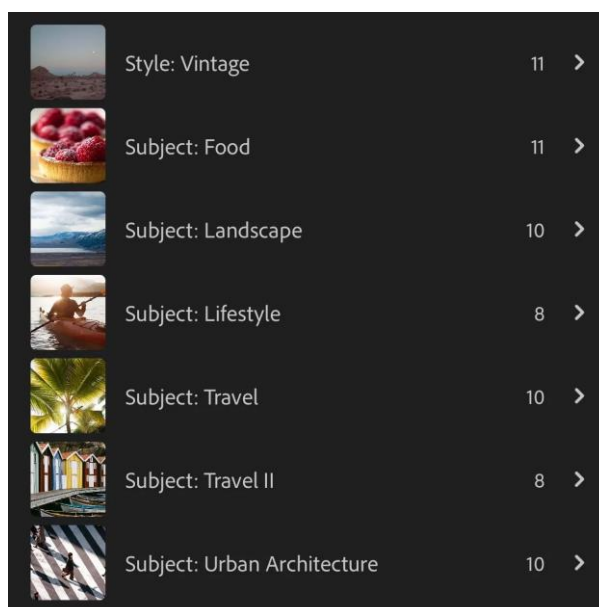 Style: Vintage 11
Subject: Food 11
Subject: Landscape 10
Subject: Lifestyle 8
Subject: Travel 10
Subject: Travel II 8
Subject: Urban Architecture 10